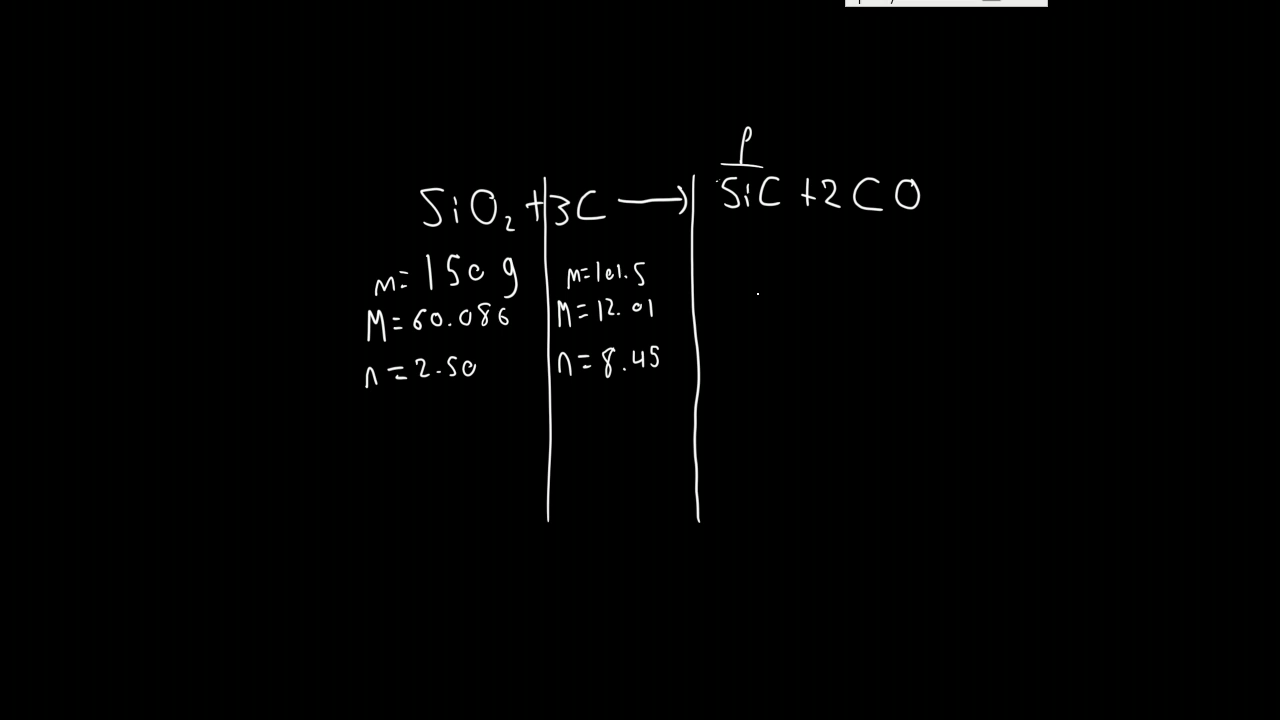 ρ
SiO₂ + 3C → SiC + 2CO
m= 150 g
M= 60.086
n = 2.50
m=101.5
M=12.01
n= 8.45